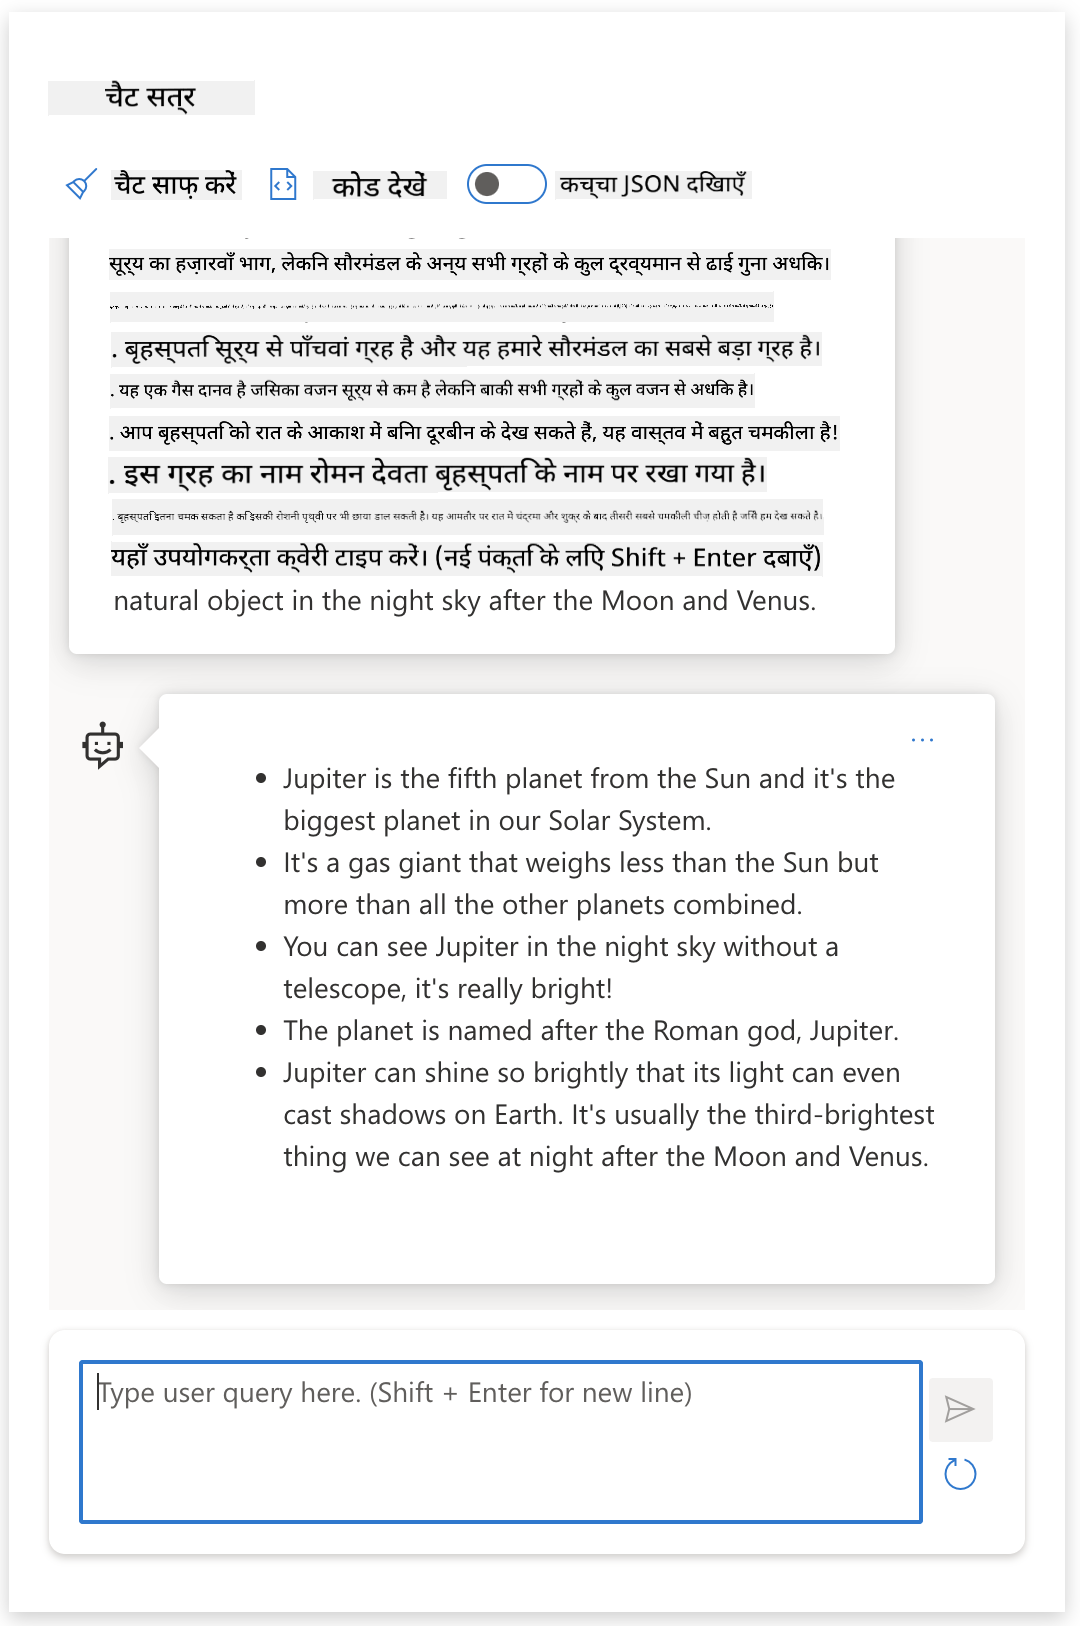 चैट सत्र
चैट साफ़ करें
कोड देखें
कच्चा JSON दिखाएँ
सूर्य का हज़ारवाँ भाग, लेकिन सौरमंडल के अन्य सभी ग्रहों के कुल द्रव्यमान से ढाई गुना अधिक।
. बृहस्पति सूर्य से पाँचवां ग्रह है और यह हमारे सौरमंडल का सबसे बड़ा ग्रह है।
. यह एक गैस दानव है जिसका वजन सूर्य से कम है लेकिन बाकी सभी ग्रहों के कुल वजन से अधिक है।
. आप बृहस्पति को रात के आकाश में बिना दूरबीन के देख सकते हैं, यह वास्तव में बहुत चमकीला है!
. इस ग्रह का नाम रोमन देवता बृहस्पति के नाम पर रखा गया है।
. बृहस्पति इतना चमक सकता है कि इसकी रोशनी पृथ्वी पर भी छाया डाल सकती है। यह आमतौर पर रात में चंद्रमा और शुक्र के बाद तीसरी सबसे चमकीली चीज़ होती है जिसे हम देख सकते है।
यहाँ उपयोगकर्ता क्वेरी टाइप करें। (नई पंक्ति के लिए Shift + Enter दबाएँ)
natural object in the night sky after the Moon and Venus.
Jupiter is the fifth planet from the Sun and it's the
biggest planet in our Solar System.
It's a gas giant that weighs less than the Sun but
more than all the other planets combined.
You can see Jupiter in the night sky without a
telescope, it's really bright!
The planet is named after the Roman god, Jupiter.
Jupiter can shine so brightly that its light can even
cast shadows on Earth. It's usually the third-brightest
thing we can see at night after the Moon and Venus.
Type user query here. (Shift + Enter for new line)